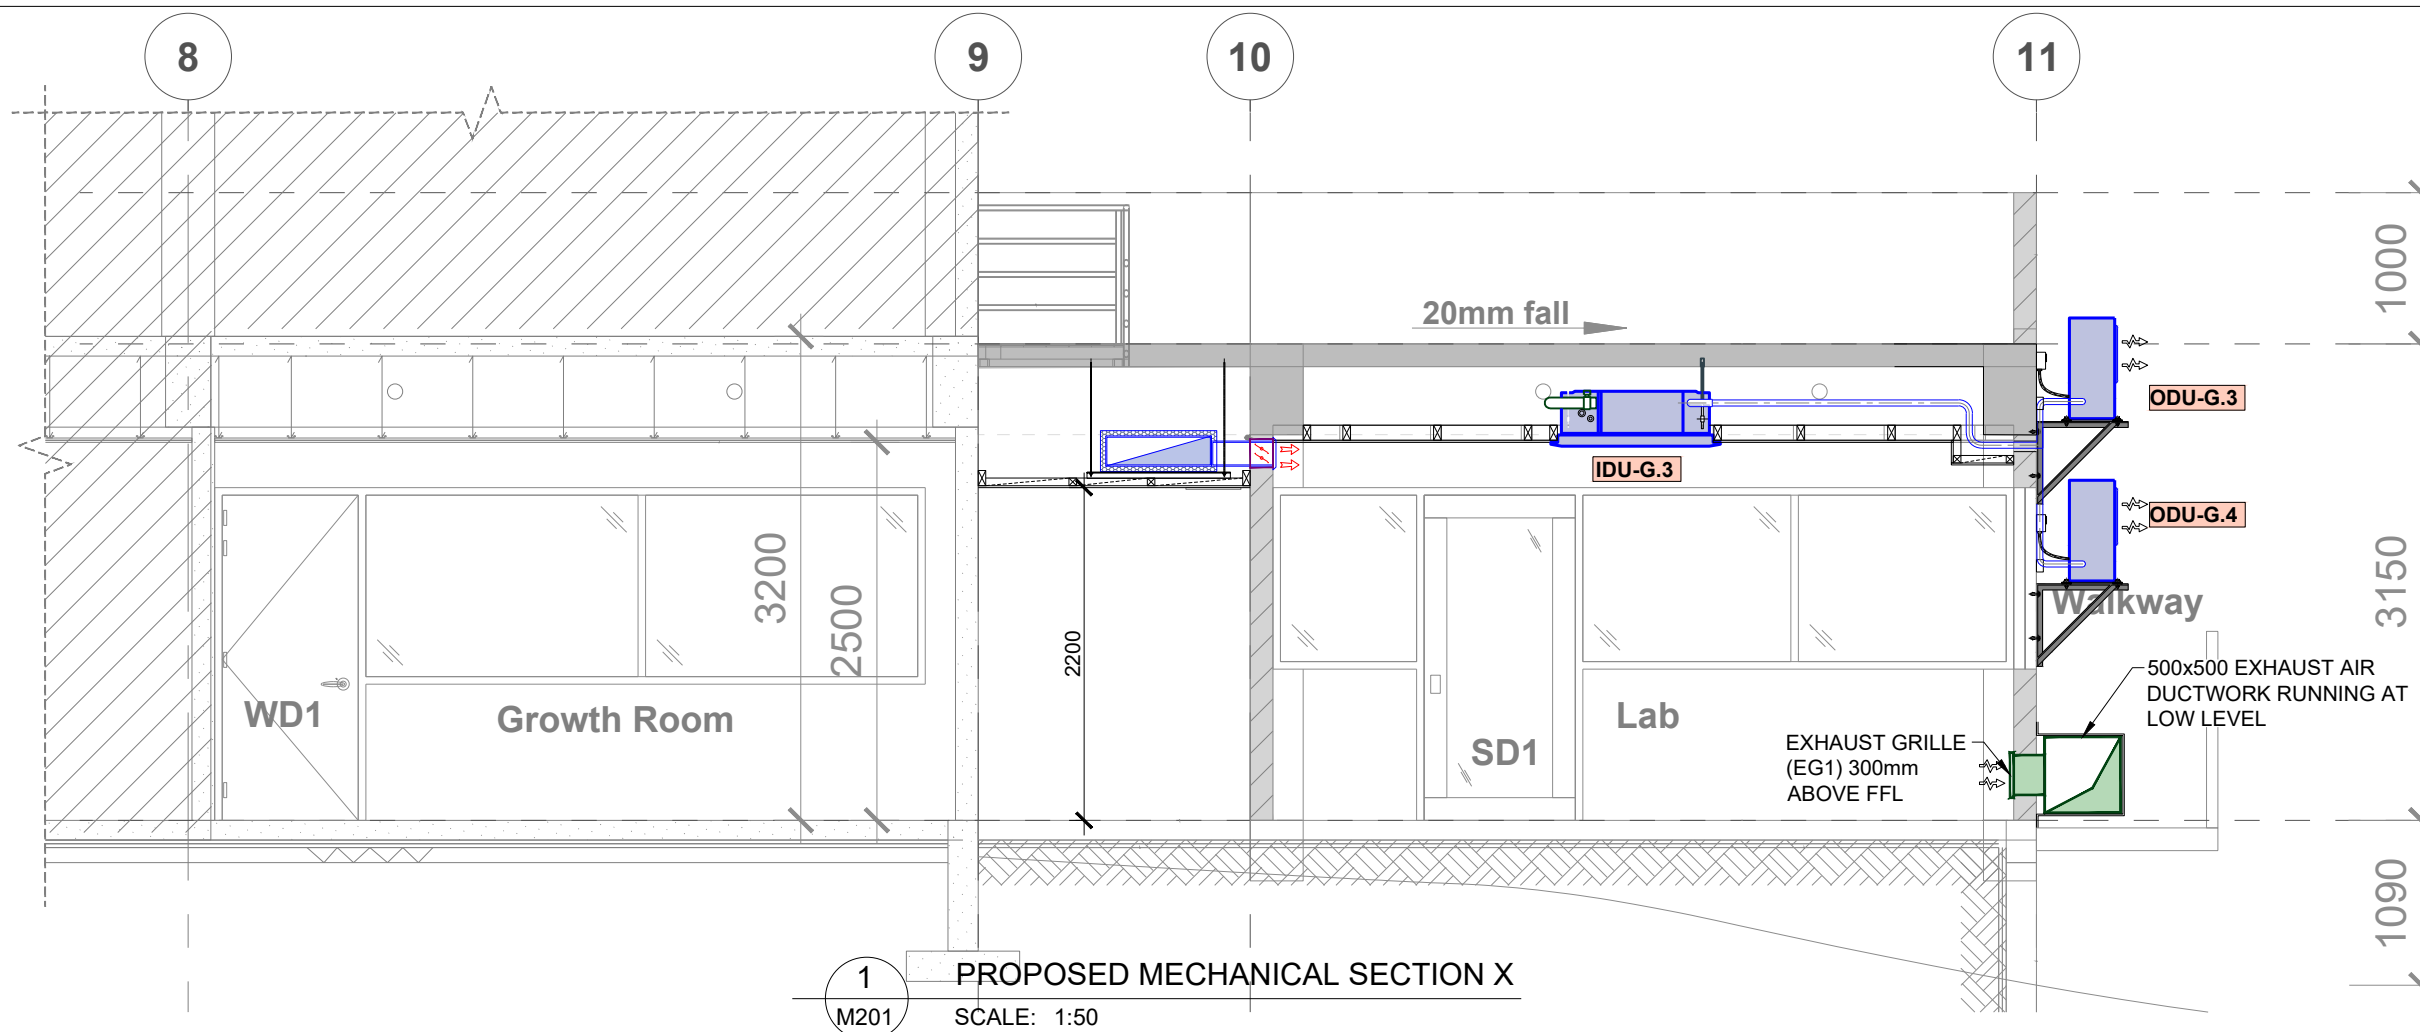 8
9
10
11
1000
20mm fall
ODU-G.3
IDU-G.3
ODU-G.4
3200
2500
2200
3150
Walkway
500x500 EXHAUST AIR
DUCTWORK RUNNING AT
LOW LEVEL
WD1
Growth Room
Lab
SD1
EXHAUST GRILLE
(EG1) 300mm
ABOVE FFL
1090
1
PROPOSED MECHANICAL SECTION X
M201
SCALE: 1:50